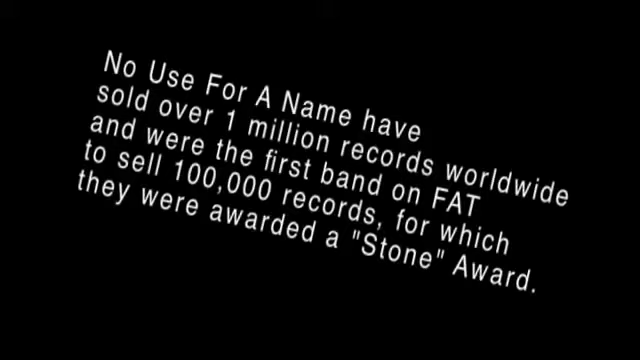 No Use For A Name have
sold over 1 million records worldwide
and were the first band on FAT
to sell 100,000 records, for which
they were awarded a "Stone" Award.